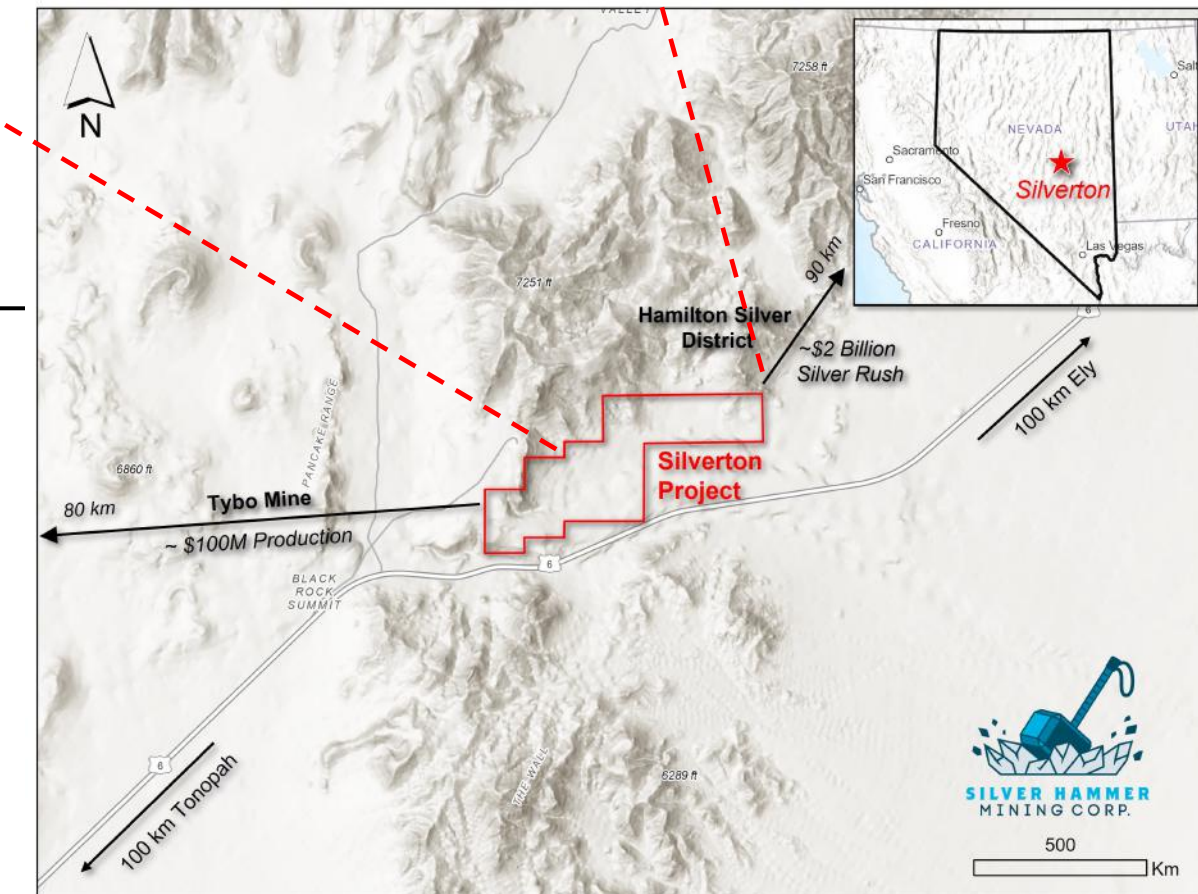 VALLEY
N
7258 ft
Salt
NEVADA
UTAH
Sacramento
San Francisco
Silverton
Fresno
CALIFORNIA
Las Vegas
90 km
7251 ft
Hamilton Silver
District
~$2 Billion
Silver Rush
6
100 km Ely
PANCAKE RANGE
6860 ft
Silverton
Project
80 km
Tybo Mine
~ $100M Production
6
BLACK
ROCK
SUMMIT
THE WALL
6289 ft
6
100 km Tonopah
SILVER HAMMER
MINING CORP.
500
Km